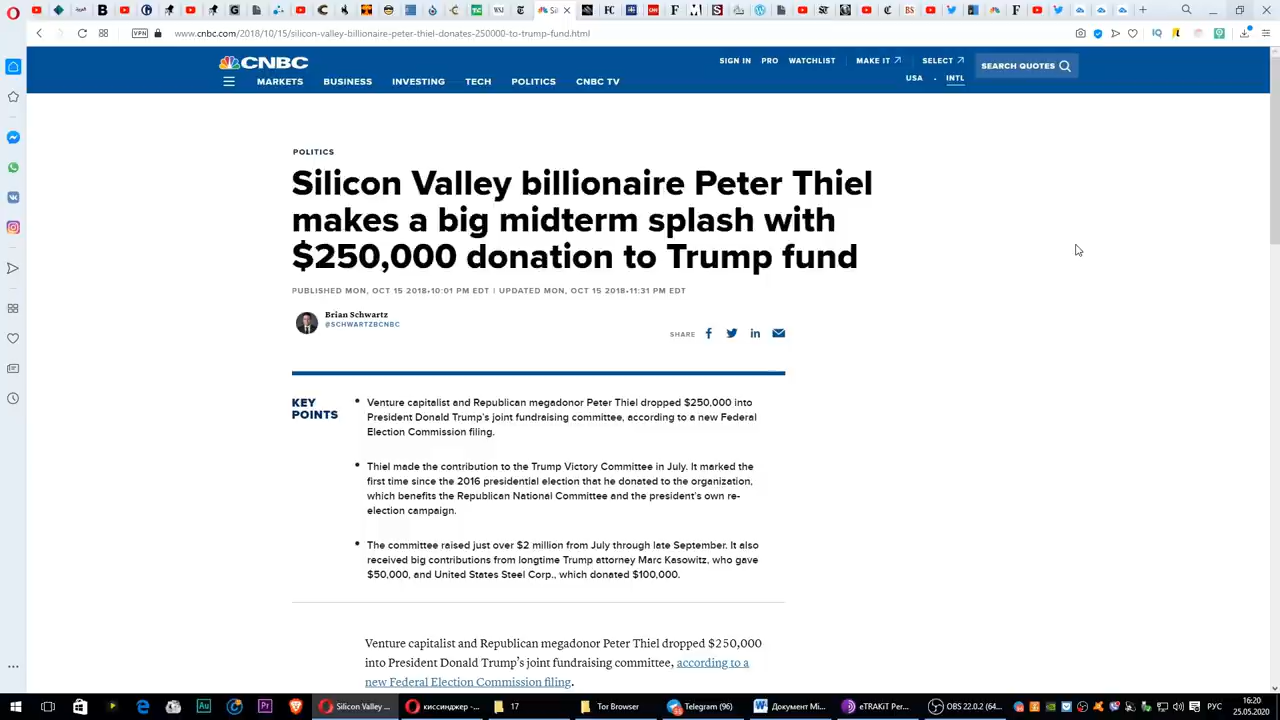 Si
VPN
www.cnbc.com/2018/10/15/silicon-valley-billionaire-peter-thiel-donates-250000-to-trump-fund.html
CNBC
SIGN IN PRO WATCHLIST MAKE IT SELECT
USA INTL
SEARCH QUOTES
MARKETS BUSINESS INVESTING TECH POLITICS CNBC TV
POLITICS
Silicon Valley billionaire Peter Thiel
makes a big midterm splash with
$250,000 donation to Trump fund
PUBLISHED MON, OCT 15 2018•10:01 PM EDT | UPDATED MON, OCT 15 2018•11:31 PM EDT
Brian Schwartz
@SCHWARTZBCNBC
SHARE
KEY
POINTS
• Venture capitalist and Republican megadonor Peter Thiel dropped $250,000 into
President Donald Trump's joint fundraising committee, according to a new Federal
Election Commission filing.
• Thiel made the contribution to the Trump Victory Committee in July. It marked the
first time since the 2016 presidential election that he donated to the organization,
which benefits the Republican National Committee and the president's own re-
election campaign.
• The committee raised just over $2 million from July through late September. It also
received big contributions from longtime Trump attorney Marc Kasowitz, who gave
$50,000, and United States Steel Corp., which donated $100,000.
Venture capitalist and Republican megadonor Peter Thiel dropped $250,000
into President Donald Trump’s joint fundraising committee, according to a
new Federal Election Commission filing.
Silicon Valley ... киссинджер - ... 17 Tor Browser Telegram (96) Документ Mi... eTRAKiT Per... OBS 22.0.2 (64... РУС
16:20
25.05.2020